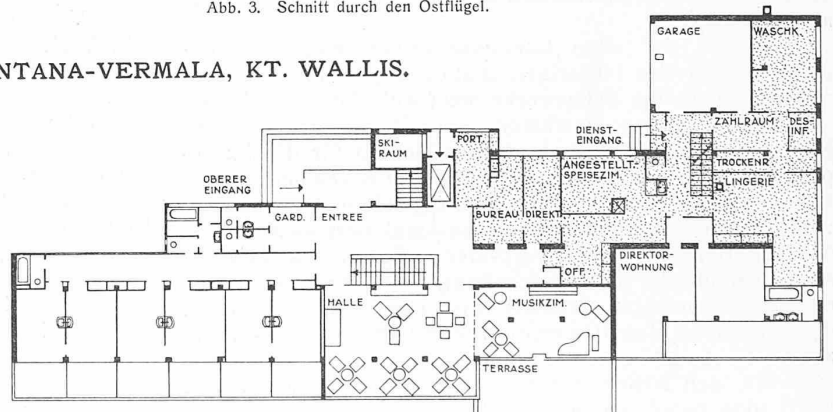 Abb. 3. Schnitt durch den Ostflügel.
NTANA-VERMALA, KT. WALLIS.
GARAGE
WASCHK.
SKI-
RAUM
PORT.
DIENST-
EINGANG
ZÄHLRAUM
DES-
INF.
OBERER
EINGANG
ANGESTELLT-
SPEISEZIM.
TROCKENR.
LINGERIE
GARD.
ENTREE
BUREAU
DIREKT.
OFF.
DIREKTOR-
WOHNUNG
HALLE
MUSIKZIM.
TERRASSE